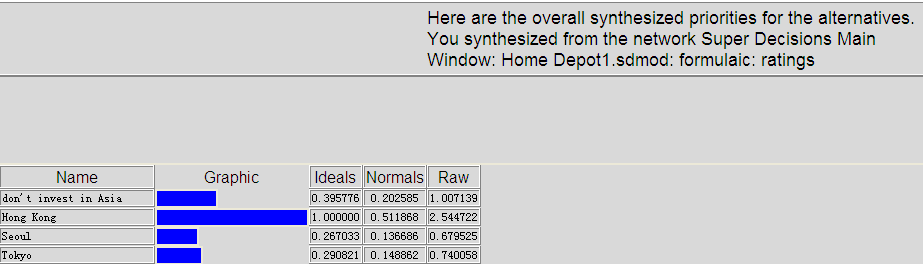 Here are the overall synthesized priorities for the alternatives.
You synthesized from the network Super Decisions Main
Window: Home Depot1.sdmod: formulaic: ratings
Name Graphic Ideals Normals Raw
don't invest in Asia 0.395776 0.202585 1.007139
Hong Kong 1.000000 0.511868 2.544722
Seoul 0.267033 0.136686 0.679525
Tokyo 0.290821 0.148862 0.740058